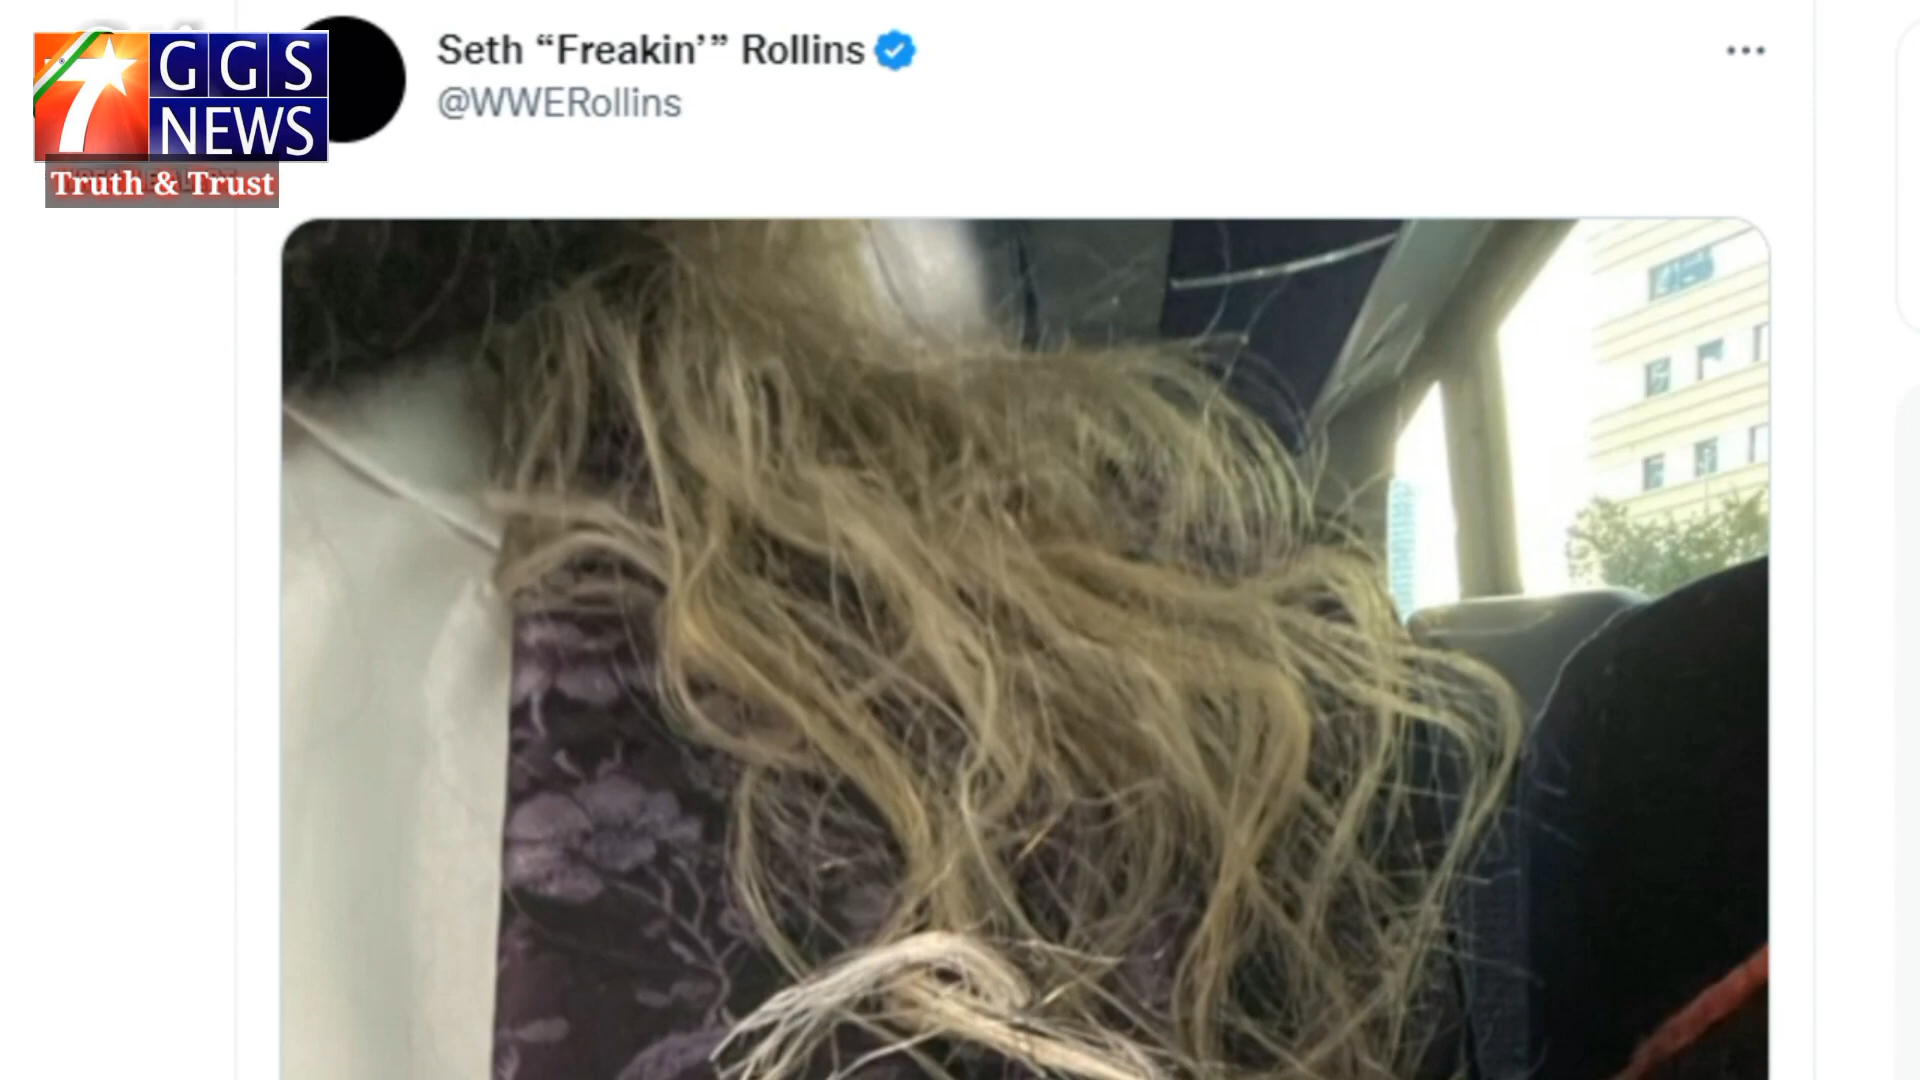 GGS
NEWS
Truth & Trust
Seth “Freakin’” Rollins
@WWERollins